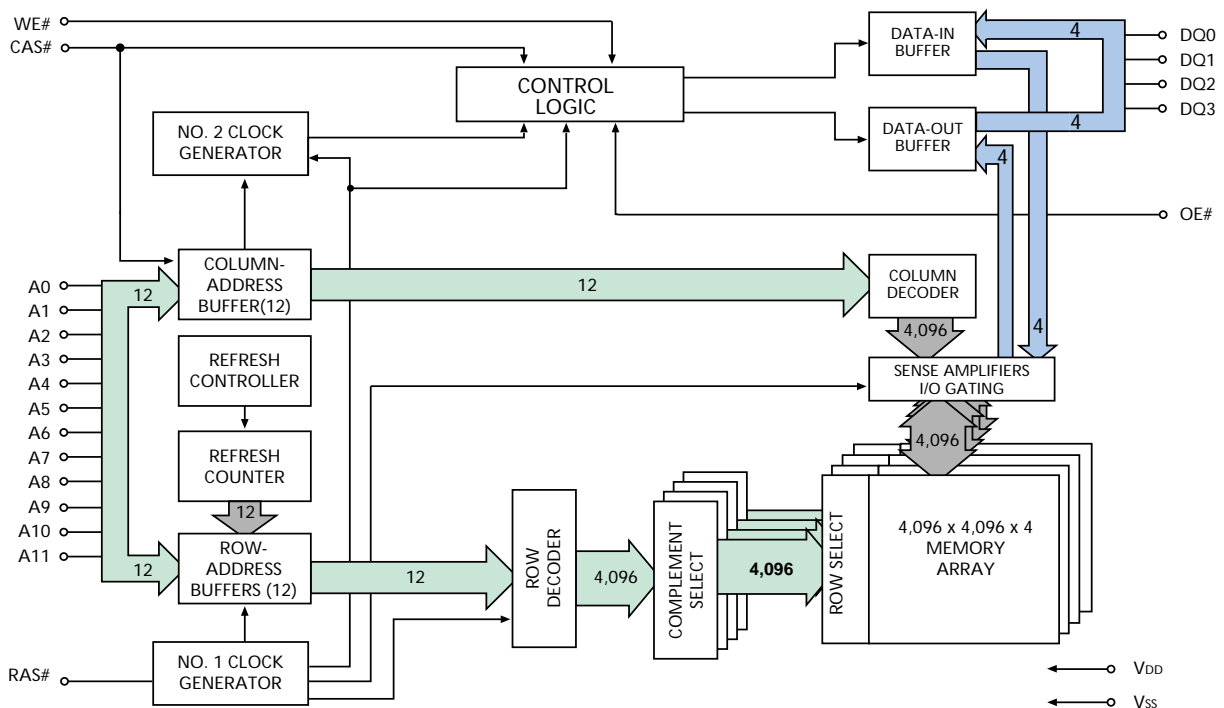 WE#
CAS#
CONTROL
LOGIC
DATA-IN
BUFFER
4
DQ0
DQ1
DQ2
DQ3
NO. 2 CLOCK
GENERATOR
DATA-OUT
BUFFER
4
4
OE#
COLUMN-
ADDRESS
BUFFER(12)
12
12
COLUMN
DECODER
4,096
4
A0
A1
A2
A3
A4
A5
A6
A7
A8
A9
A10
A11
REFRESH
CONTROLLER
SENSE AMPLIFIERS
I/O GATING
4,096
REFRESH
COUNTER
12
12
ROW-
ADDRESS
BUFFERS (12)
12
ROW
DECODER
4,096
COMPLEMENT
SELECT
4,096
ROW SELECT
4,096 x 4,096 x 4
MEMORY
ARRAY
RAS#
NO. 1 CLOCK
GENERATOR
VDD
VSS